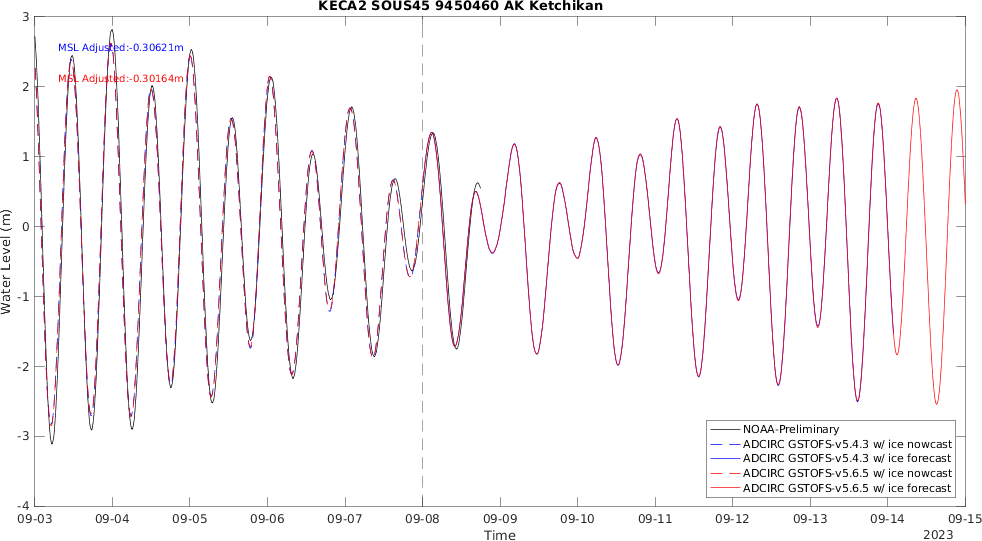 KECA2 SOUS45 9450460 AK Ketchikan
3
MSL Adjusted:-0.30621m
MSL Adjusted:-0.30164m
2
1
0
-1
-2
-3
-4
Water Level (m)
NOAA-Preliminary
ADCIRC GSTOFS-v5.4.3 w/ ice nowcast
ADCIRC GSTOFS-v5.4.3 w/ ice forecast
ADCIRC GSTOFS-v5.6.5 w/ ice nowcast
ADCIRC GSTOFS-v5.6.5 w/ ice forecast
09-03 09-04 09-05 09-06 09-07 09-08 09-09 09-10 09-11 09-12 09-13 09-14 09-15
Time
2023